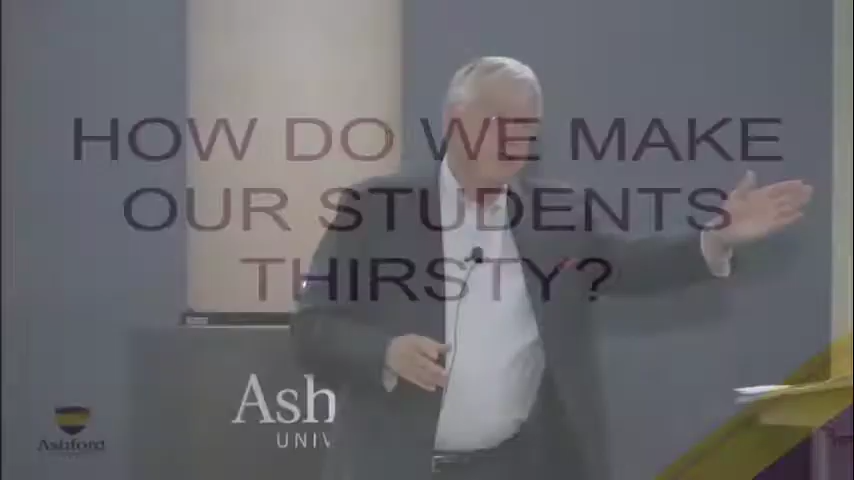 HOW DO WE MAKE
OUR STUDENTS
THIRSTY?
Ash
UNIV
Ashford